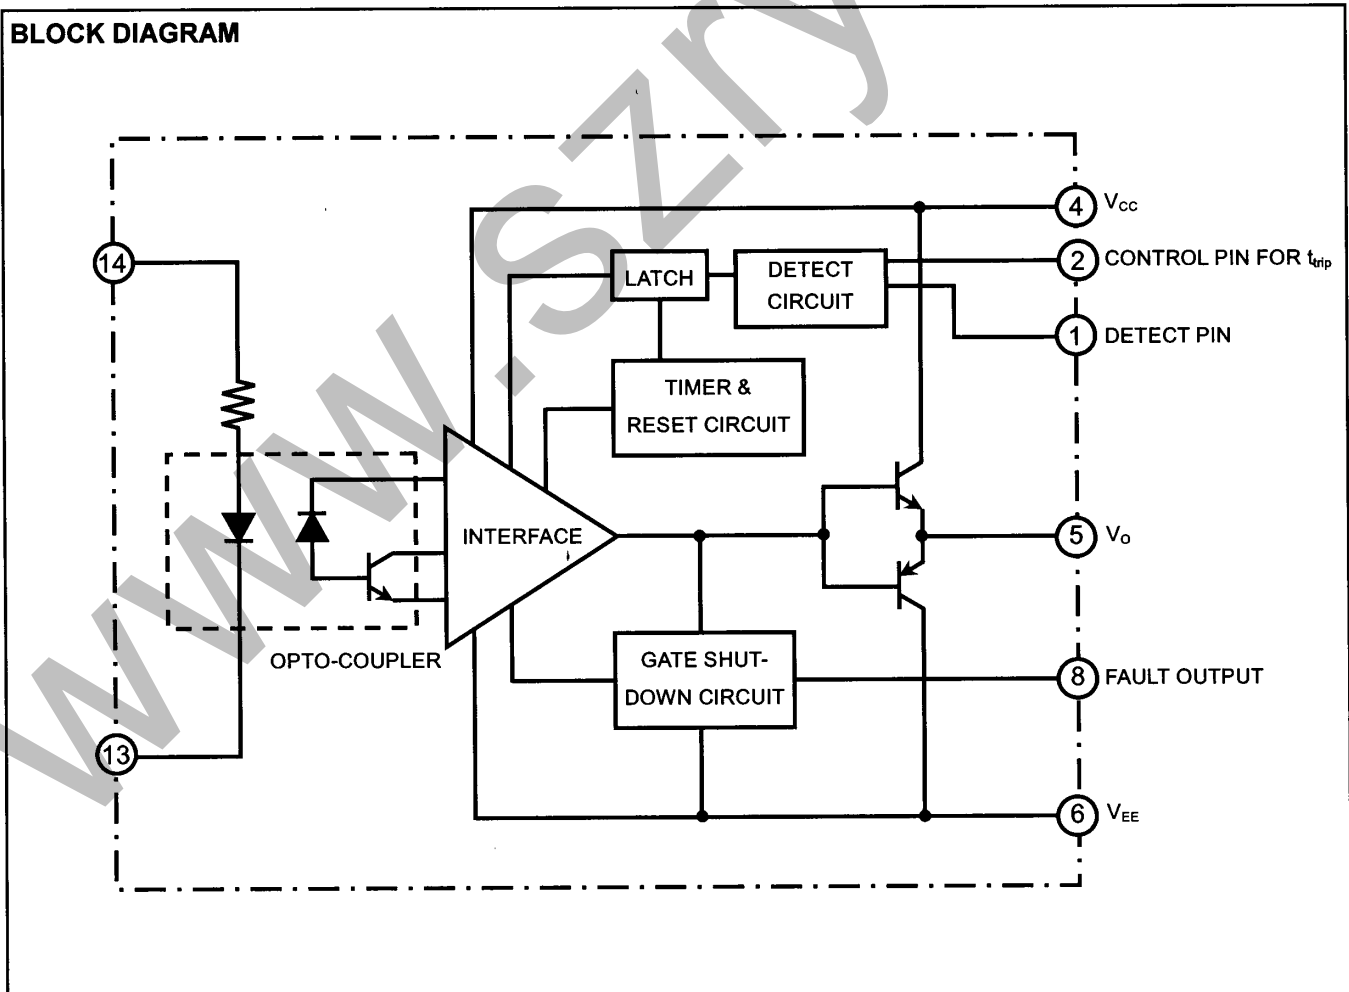 BLOCK DIAGRAM
4 VCC
14
2 CONTROL PIN FOR ttrip
LATCH
DETECT
CIRCUIT
1 DETECT PIN
TIMER &
RESET CIRCUIT
INTERFACE
5 VO
OPTO-COUPLER
GATE SHUT-
DOWN CIRCUIT
8 FAULT OUTPUT
13
6 VEE
www.szry